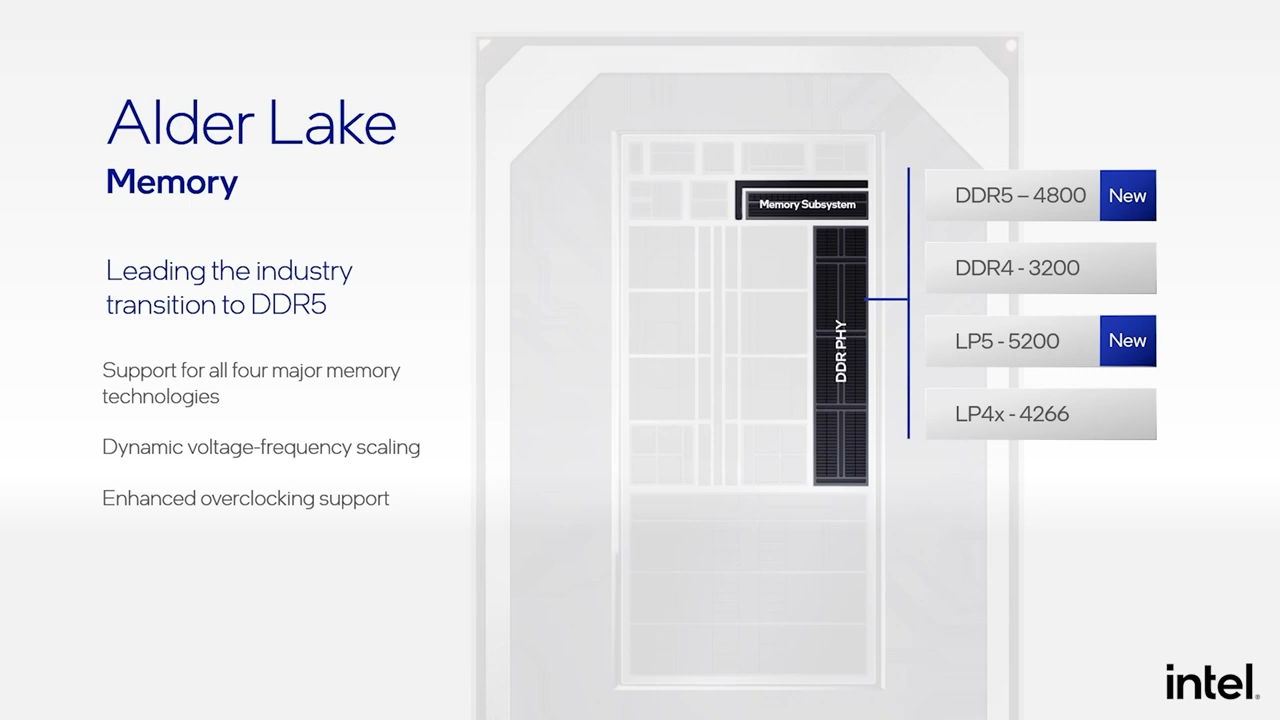 Alder Lake
Memory
Leading the industry
transition to DDR5
Support for all four major memory
technologies
Dynamic voltage-frequency scaling
Enhanced overclocking support
Memory Subsystem
DDR PHY
DDR5 – 4800 New
DDR4 - 3200
LP5 - 5200 New
LP4x - 4266
intel.